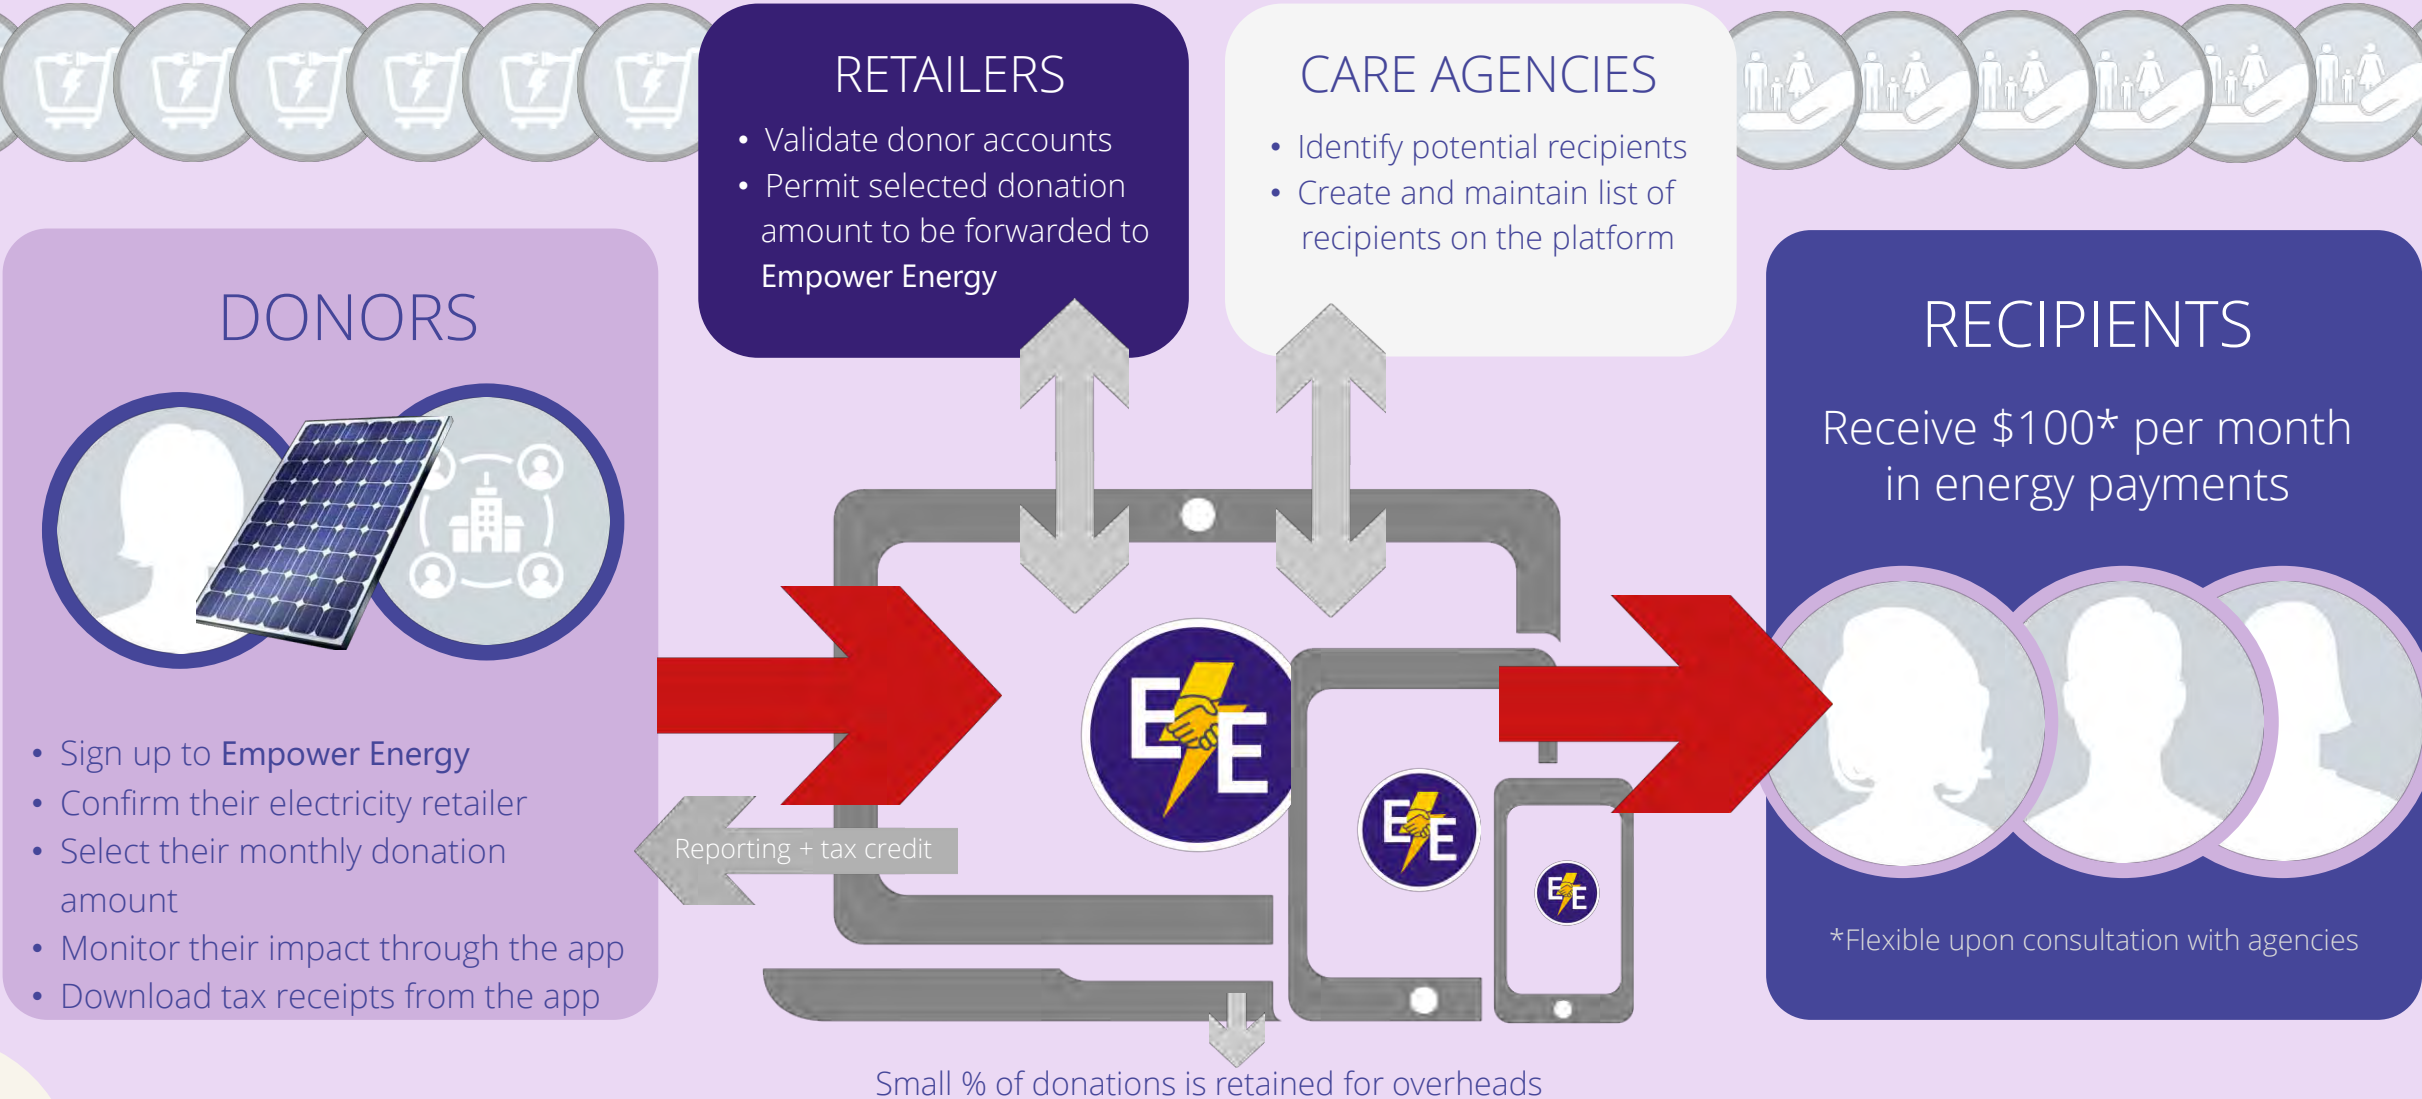 RETAILERS
• Validate donor accounts
• Permit selected donation
amount to be forwarded to
Empower Energy
CARE AGENCIES
• Identify potential recipients
• Create and maintain list of
recipients on the platform
DONORS
• Sign up to Empower Energy
• Confirm their electricity retailer
• Select their monthly donation
amount
• Monitor their impact through the app
• Download tax receipts from the app
Reporting + tax credit
E E
E E
E E
Small % of donations is retained for overheads
RECIPIENTS
Receive $100* per month
in energy payments
*Flexible upon consultation with agencies